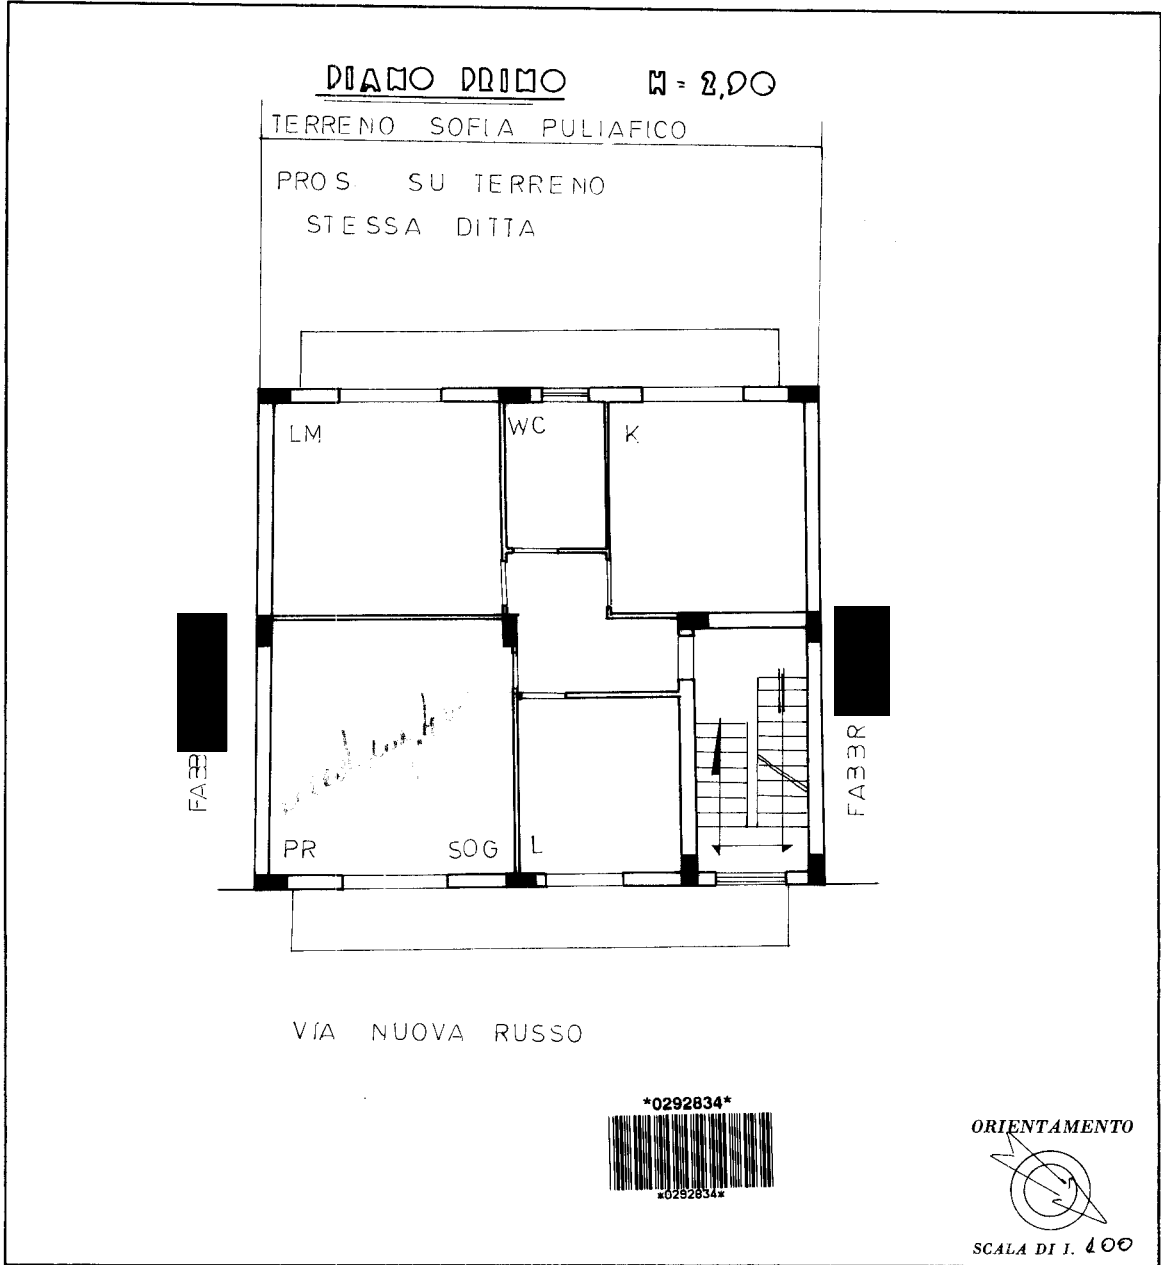 PIANO PRIMO H = 2,90
TERRENO SOFIA PULIAFICO
PROS. SU TERRENO
STESSA DITTA
LM
WC
K
FABB
FABBR
PR SOG L
VIA NUOVA RUSSO
*0292834*
*0292834*
ORIENTAMENTO
SCALA DI 1. 100